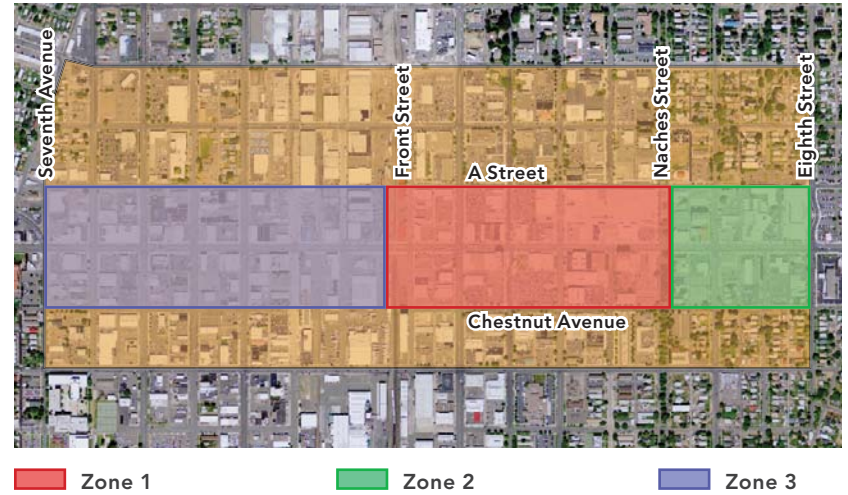 Seventh Avenue
Front Street
Naches Street
Eighth Street
A Street
Chestnut Avenue
Zone 1
Zone 2
Zone 3